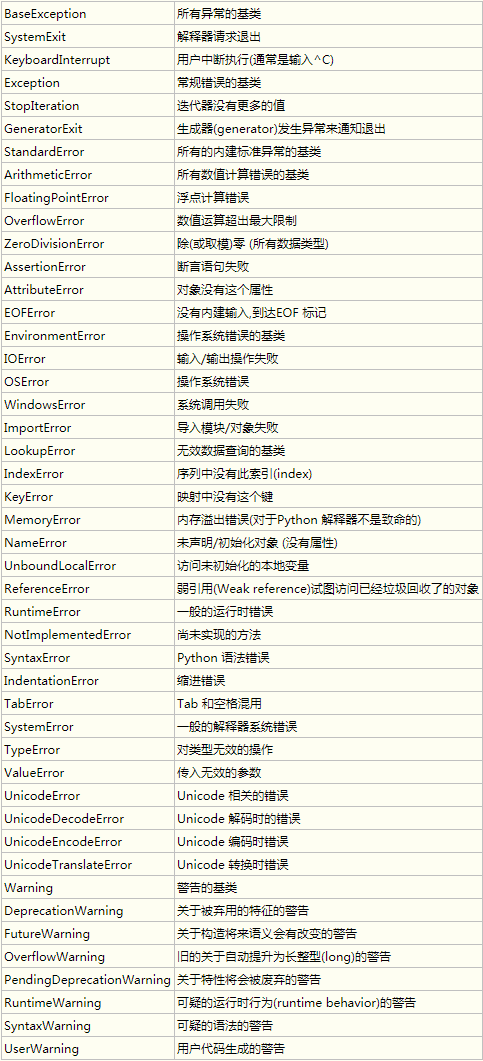 BaseException 所有异常的基类
SystemExit 解释器请求退出
KeyboardInterrupt 用户中断执行(通常是输入^C)
Exception 常规错误的基类
StopIteration 迭代器没有更多的值
GeneratorExit 生成器(generator)发生异常来通知退出
StandardError 所有的内建标准异常的基类
ArithmeticError 所有数值计算错误的基类
FloatingPointError 浮点计算错误
OverflowError 数值运算超出最大限制
ZeroDivisionError 除(或取模)零 (所有数据类型)
AssertionError 断言语句失败
AttributeError 对象没有这个属性
EOFError 没有内建输入,到达EOF 标记
EnvironmentError 操作系统错误的基类
IOError 输入/输出操作失败
OSError 操作系统错误
WindowsError 系统调用失败
ImportError 导入模块/对象失败
LookupError 无效数据查询的基类
IndexError 序列中没有此索引(index)
KeyError 映射中没有这个键
MemoryError 内存溢出错误(对于Python 解释器不是致命的)
NameError 未声明/初始化对象 (没有属性)
UnboundLocalError 访问未初始化的本地变量
ReferenceError 弱引用(Weak reference)试图访问已经垃圾回收了的对象
RuntimeError 一般的运行时错误
NotImplementedError 尚未实现的方法
SyntaxError Python 语法错误
IndentationError 缩进错误
TabError Tab 和空格混用
SystemError 一般的解释器系统错误
TypeError 对类型无效的操作
ValueError 传入无效的参数
UnicodeError Unicode 相关的错误
UnicodeDecodeError Unicode 解码时的错误
UnicodeEncodeError Unicode 编码时错误
UnicodeTranslateError Unicode 转换时错误
Warning 警告的基类
DeprecationWarning 关于被弃用的特征的警告
FutureWarning 关于构造将来语义会有改变的警告
OverflowWarning 旧的关于自动提升为长整型(long)的警告
PendingDeprecationWarning 关于特性将会被废弃的警告
RuntimeWarning 可疑的运行时行为(runtime behavior)的警告
SyntaxWarning 可疑的语法的警告
UserWarning 用户代码生成的警告